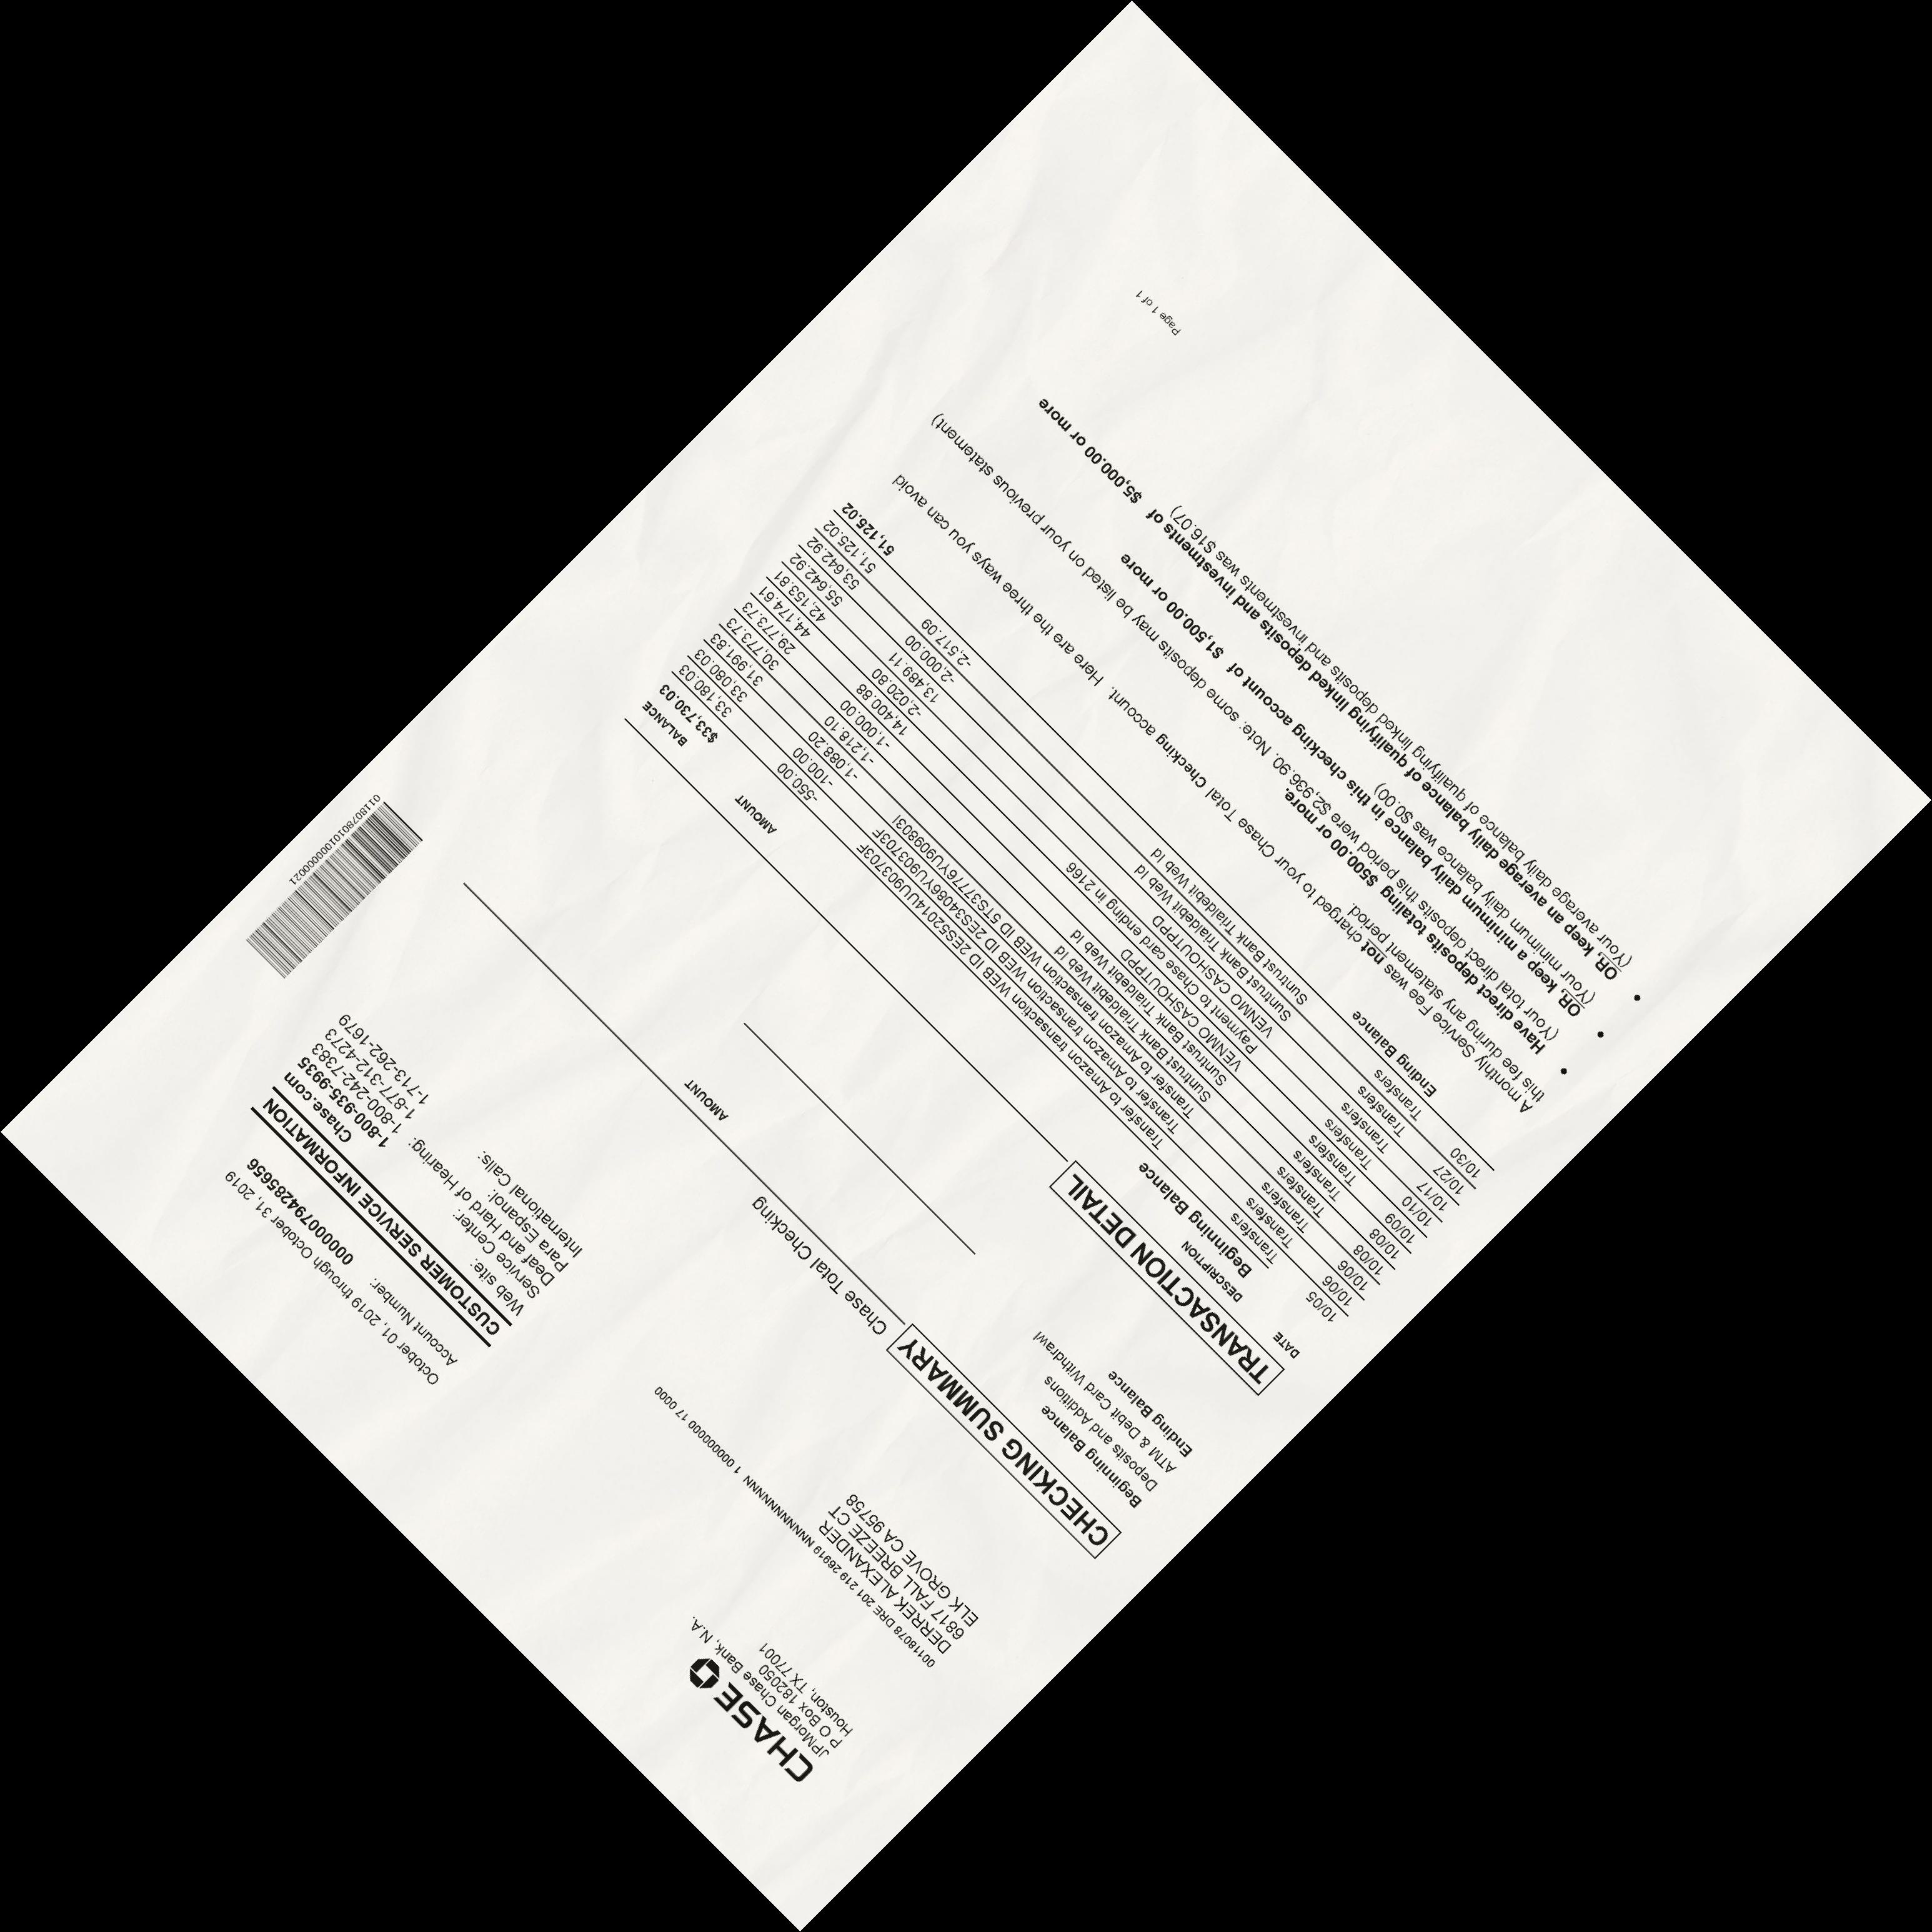 CHASE
JPMorgan Chase Bank, N.A.
P O Box 182050
Houston, TX 77001
October 01, 2019 through October 31, 2019
Account Number: 000000794285656
CUSTOMER SERVICE INFORMATION
Web site: Chase.com
Service Center: 1-800-935-9935
Deaf and Hard of Hearing: 1-800-242-7383
Para Espanol: 1-877-312-4273
International Calls: 1-713-262-1679
00118078 DRE 201 219 26919 NNNNNNNNNNN 1 000000000 17 0000
DERREK ALEXANDER
6817 FALL BREEZE CT
ELK GROVE CA 95758
01180780101000000021
CHECKING SUMMARY Chase Total Checking
AMOUNT
Beginning Balance
Deposits and Additions
ATM & Debit Card Withdrawl
Ending Balance
TRANSACTION DETAIL
DATE DESCRIPTION AMOUNT BALANCE
Beginning Balance $33,730.03
10/05 Transfers Transfer to Amazon transaction WEB ID 2ES552014UU903703F -550.00 33,180.03
10/06 Transfers Transfer to Amazon transaction WEB ID 2ES34086YU903703F -100.00 33,080.03
10/06 Transfers Transfer to Amazon transaction WEB ID 5TS37776YU909803! -1,088.20 31,991.83
10/08 Transfers Suntrust Bank Trialdebit Web Id -1,218.10 30,773.73
10/08 Transfers Suntrust Bank Trialdebit Web Id -1,000.00 29,773.73
10/09 Transfers VENMO CASHOUTPPD 14,400.88 44,174.61
10/10 Transfers Payment to Chase card ending in 2166 -2,020.80 42,153.81
10/17 Transfers VENMO CASHOUTPPD 13,489.11 55,642.92
10/27 Transfers Suntrust Bank Trialdebit Web Id -2,000.00 53,642.92
10/30 Transfers Suntrust Bank Trialdebit Web Id -2,517.09 51,125.02
Ending Balance 51,125.02
A monthly Service Fee was not charged to your Chase Total Checking account. Here are the three ways you can avoid
this fee during any statement period.
• Have direct deposits totaling $500.00 or more.
(Your total direct deposits this period were $2,936.90. Note: some deposits may be listed on your previous statement)
• OR, keep a minimum daily balance in this checking account of $1,500.00 or more
(Your minimum daily balance was $0.00)
• OR, keep an average daily balance of qualifying linked deposits and investments of $5,000.00 or more
(Your average daily balance of qualifying linked deposits and investments was $16.07)
Page 1 of 1